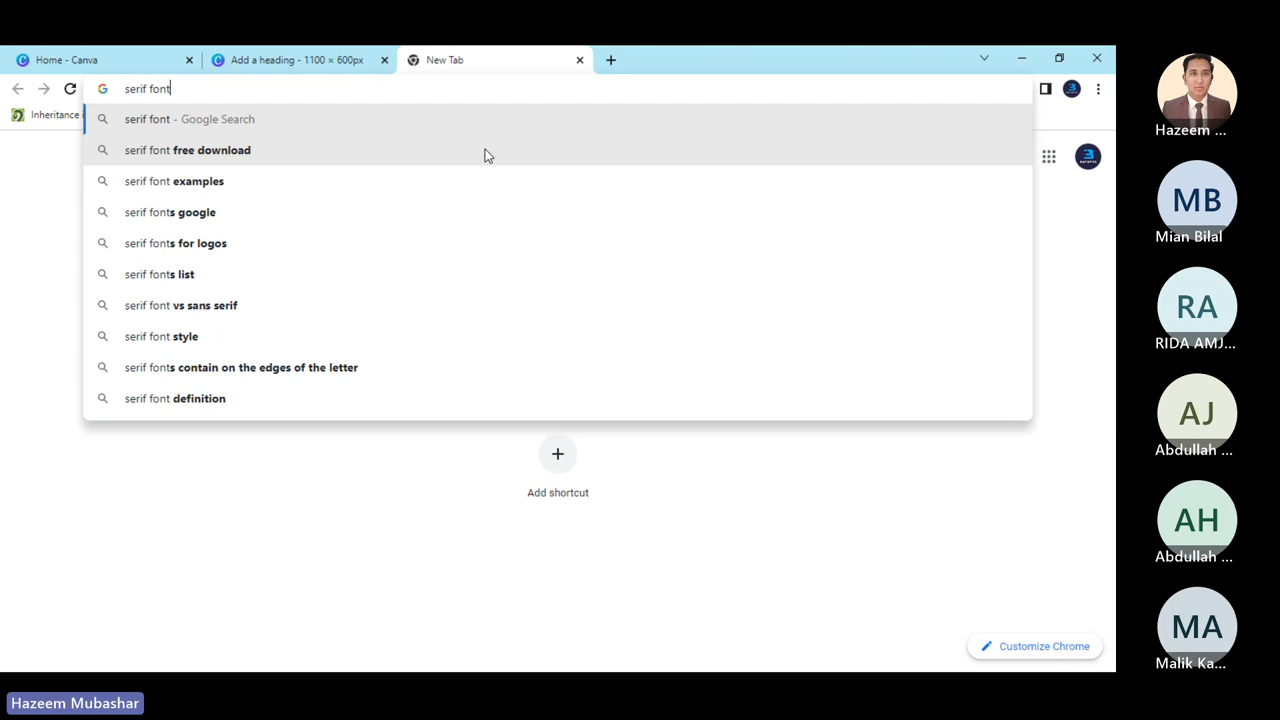 Home - Canva
Add a heading - 1100 × 600px
New Tab
serif font
Inheritance
serif font - Google Search
serif font free download
serif font examples
serif fonts google
serif fonts for logos
serif fonts list
serif font vs sans serif
serif font style
serif fonts contain on the edges of the letter
serif font definition
Add shortcut
Customize Chrome
Hazeem ...
MB
Mian Bilal
RA
RIDA AMJ...
AJ
Abdullah ...
AH
Abdullah ...
MA
Malik Ka...
Hazeem Mubashar